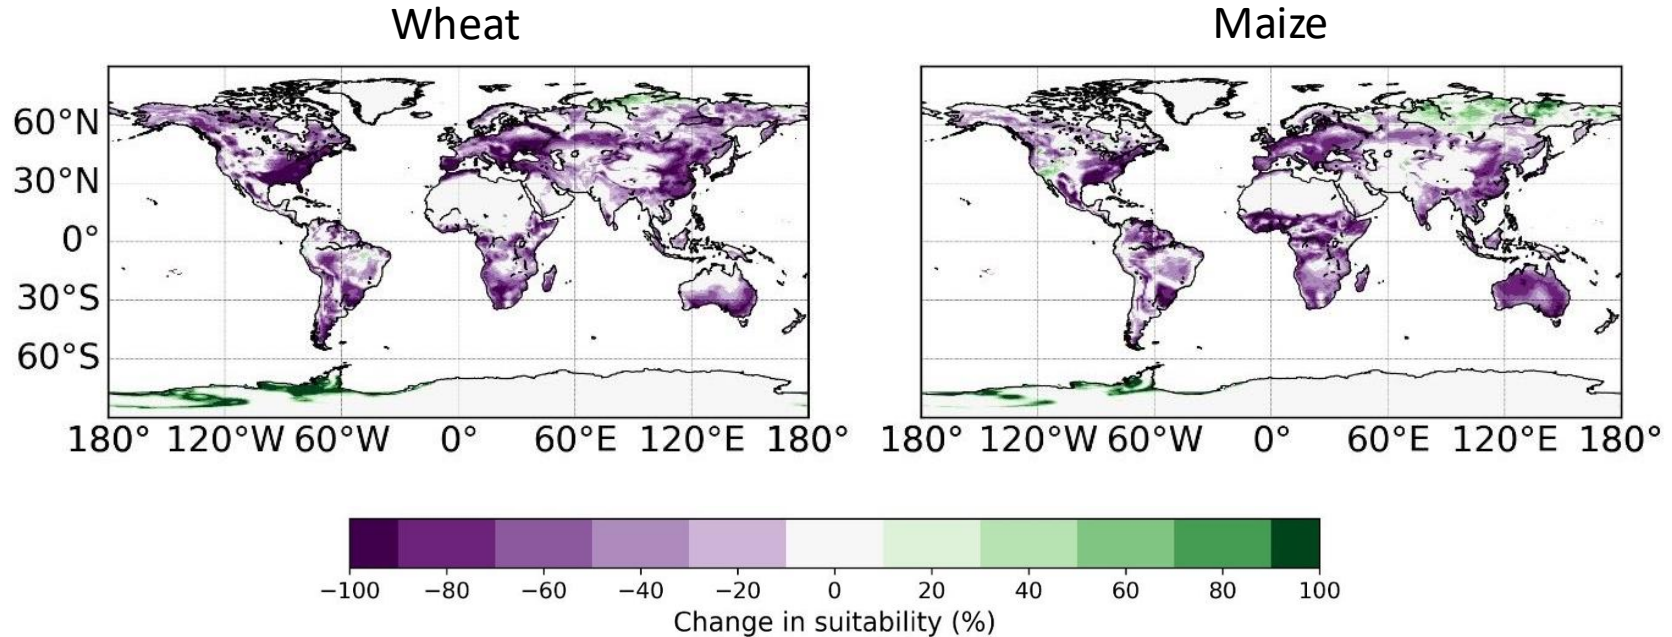 Wheat
Maize
60°N
30°N
0°
30°S
60°S
180° 120°W 60°W 0° 60°E 120°E 180°
180° 120°W 60°W 0° 60°E 120°E 180°
−100 −80 −60 −40 −20 0 20 40 60 80 100
Change in suitability (%)